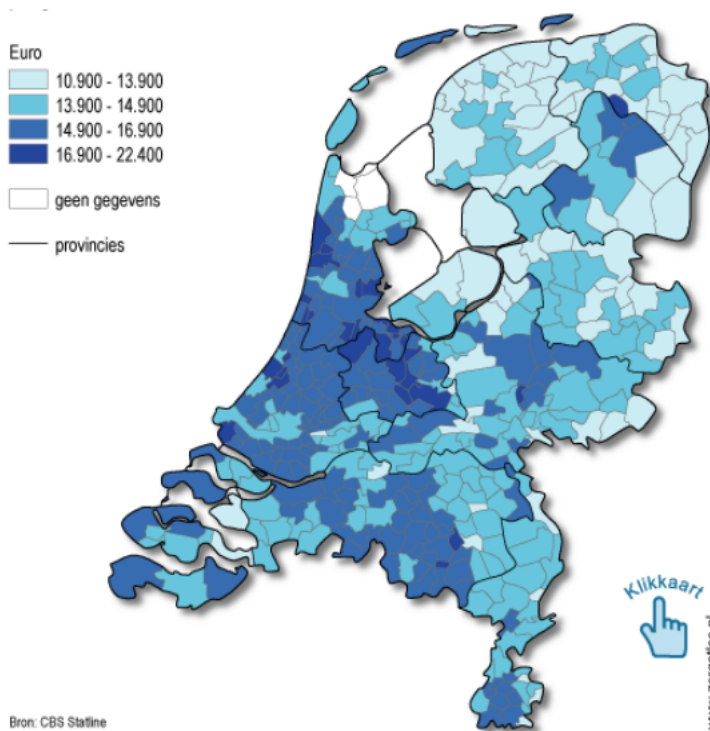 Euro
10.900 - 13.900
13.900 - 14.900
14.900 - 16.900
16.900 - 22.400
geen gegevens
provincies
Klikkaart
Bron: CBS Statline